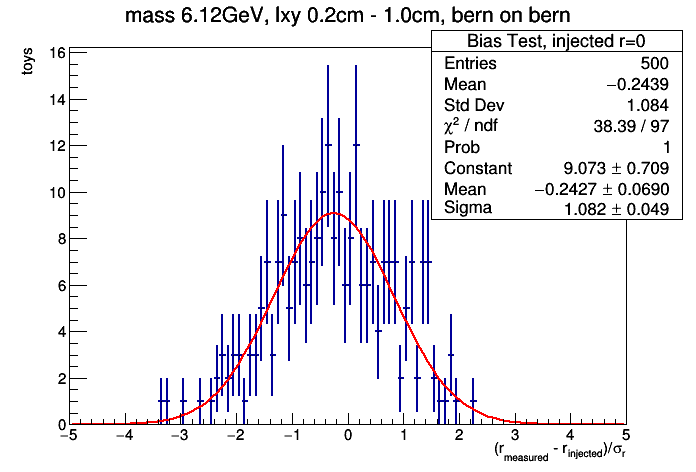 mass 6.12GeV, lxy 0.2cm - 1.0cm, bern on bern
Bias Test, injected r=0
Entries 500
Mean −0.2439
Std Dev 1.084
χ² / ndf 38.39 / 97
Prob 1
Constant 9.073 ± 0.709
Mean −0.2427 ± 0.0690
Sigma 1.082 ± 0.049
toys
16
14
12
10
8
6
4
2
0
−5 −4 −3 −2 −1 0 1 2 3 4 5
(r_measured - r_injected)/σ_r